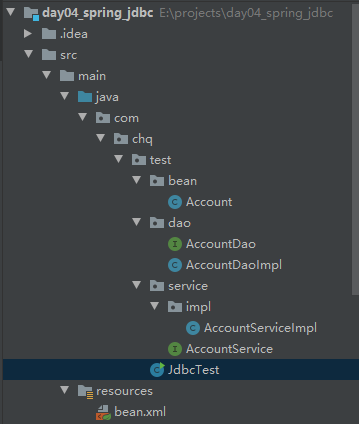 day04_spring_jdbc E:\projects\day04_spring_jdbc
.idea
src
main
java
com
chq
test
bean
Account
dao
AccountDao
AccountDaoImpl
service
impl
AccountServiceImpl
AccountService
JdbcTest
resources
bean.xml